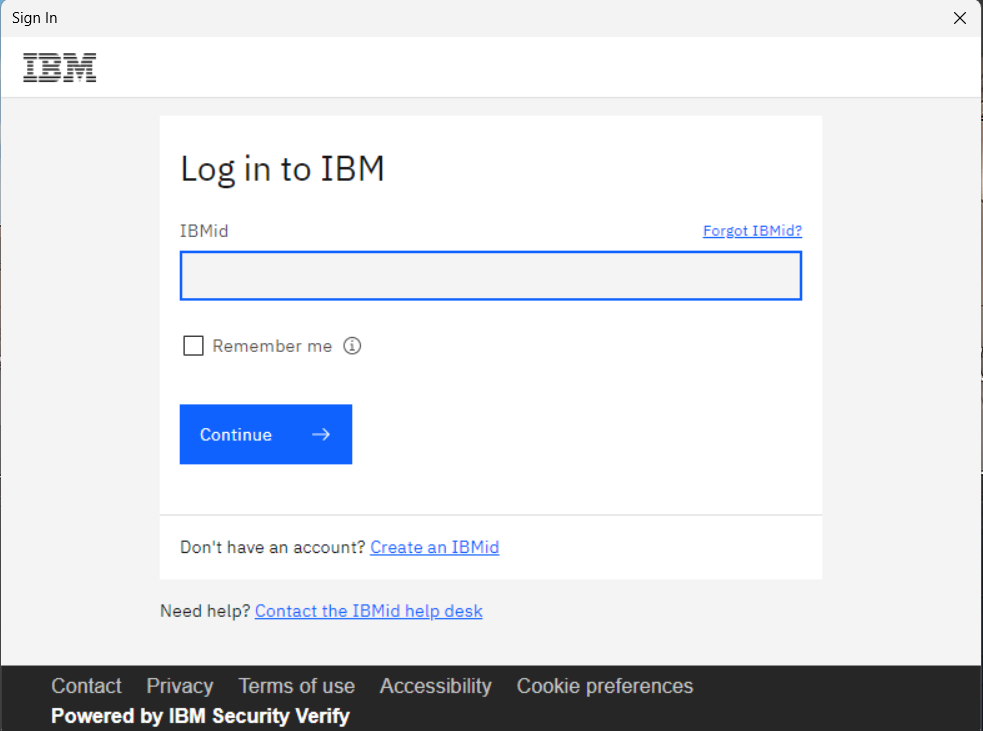 Sign In
IBM
Log in to IBM
IBMid Forgot IBMid?
Remember me
Continue
Don't have an account? Create an IBMid
Need help? Contact the IBMid help desk
Contact Privacy Terms of use Accessibility Cookie preferences
Powered by IBM Security Verify